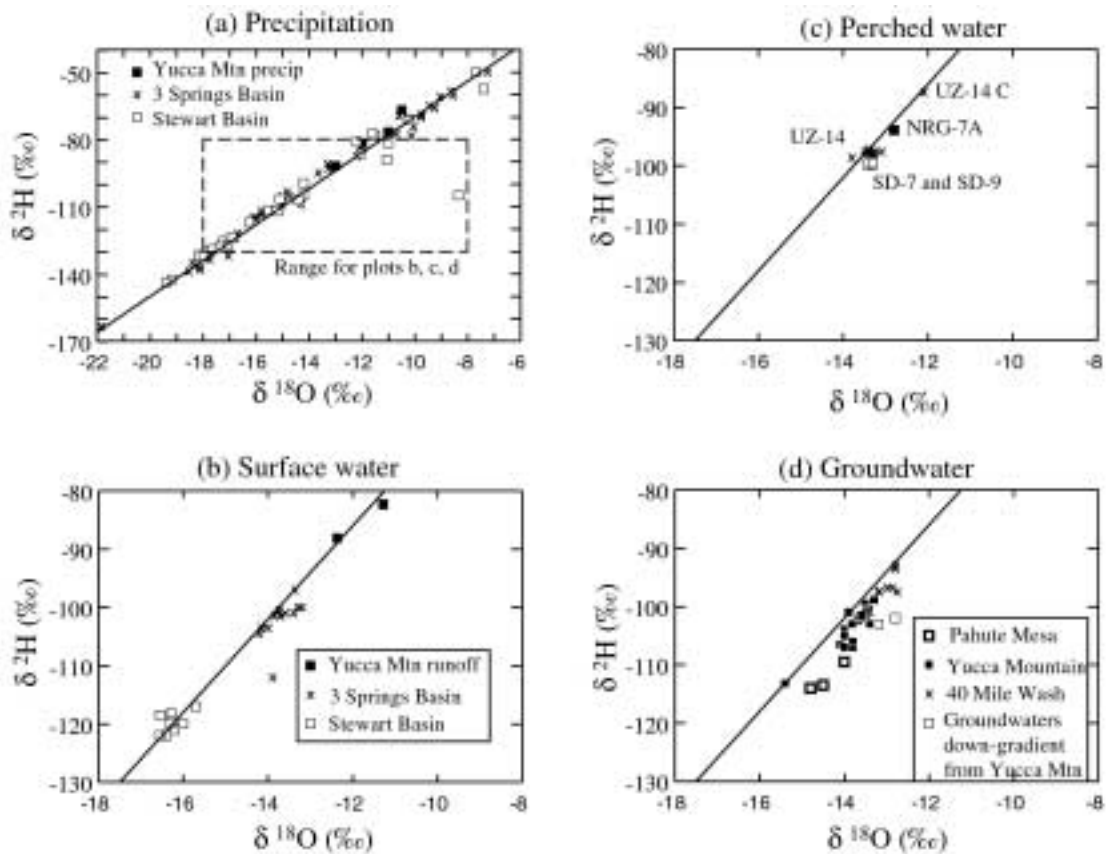 (a) Precipitation
Yucca Mtn precip
3 Springs Basin
Stewart Basin
Range for plots b, c, d
-50
-80
-110
-140
-170
-22 -20 -18 -16 -14 -12 -10 -8 -6
δ ²H (‰)
δ ¹⁸O (‰)
(c) Perched water
UZ-14 C
NRG-7A
UZ-14
SD-7 and SD-9
-80
-90
-100
-110
-120
-130
-18 -16 -14 -12 -10 -8
δ ²H (‰)
δ ¹⁸O (‰)
(b) Surface water
Yucca Mtn runoff
3 Springs Basin
Stewart Basin
-80
-90
-100
-110
-120
-130
-18 -16 -14 -12 -10 -8
δ ²H (‰)
δ ¹⁸O (‰)
(d) Groundwater
Pahute Mesa
Yucca Mountain
40 Mile Wash
Groundwaters
down-gradient
from Yucca Mtn
-80
-90
-100
-110
-120
-130
-18 -16 -14 -12 -10 -8
δ ²H (‰)
δ ¹⁸O (‰)